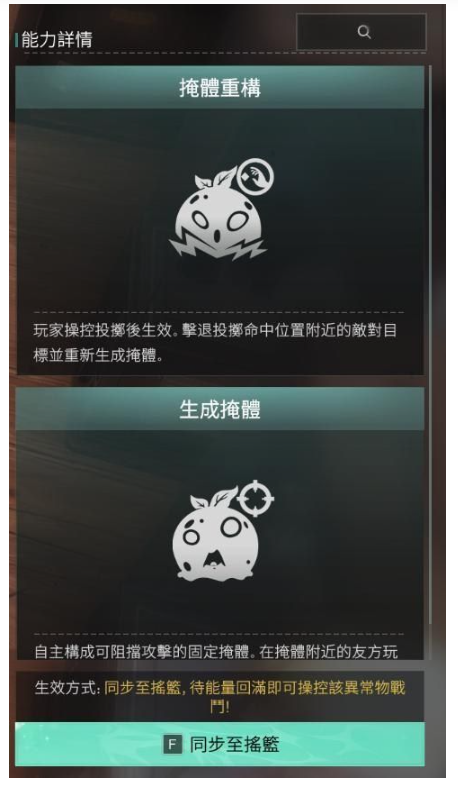 能力詳情
掩體重構
玩家操控投擲後生效。擊退投擲命中位置附近的敵對目
標並重新生成掩體。
生成掩體
自主構成可阻擋攻擊的固定掩體。在掩體附近的友方玩
生效方式: 同步至搖籃, 待能量回滿即可操控該異常物戰
鬥!
F 同步至搖籃